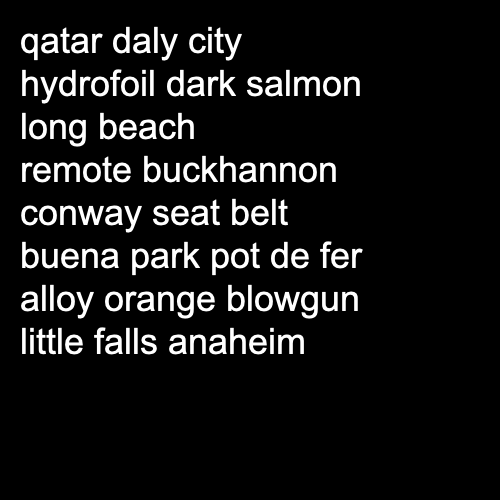 qatar daly city
hydrofoil dark salmon
long beach
remote buckhannon
conway seat belt
buena park pot de fer
alloy orange blowgun
little falls anaheim